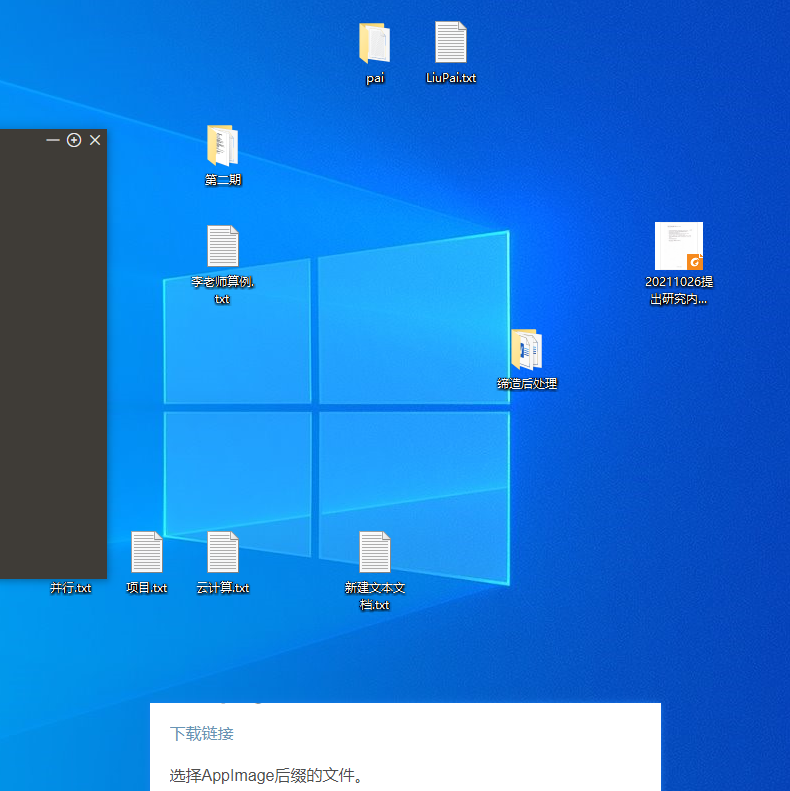 pai
LiuPai.txt
第二期
李老师算例.
txt
20211026提
出研究内...
缔造后处理
并行.txt
项目.txt
云计算.txt
新建文本文
档.txt
下载链接
选择AppImage后缀的文件。